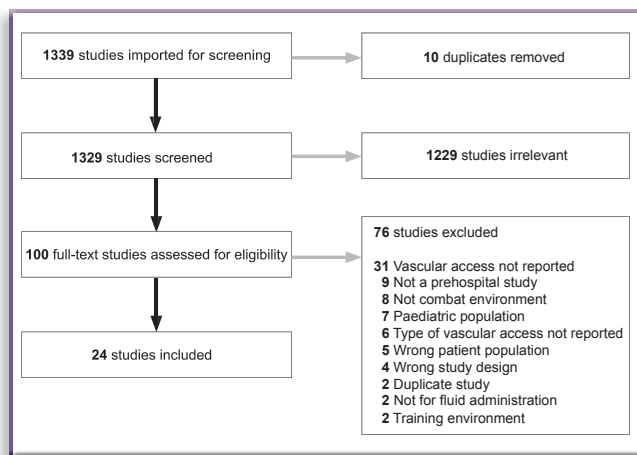 1339 studies imported for screening
10 duplicates removed
1329 studies screened
1229 studies irrelevant
100 full-text studies assessed for eligibility
76 studies excluded
31 Vascular access not reported
9 Not a prehospital study
8 Not combat environment
7 Paediatric population
6 Type of vascular access not reported
5 Wrong patient population
4 Wrong study design
2 Duplicate study
2 Not for fluid administration
2 Training environment
24 studies included